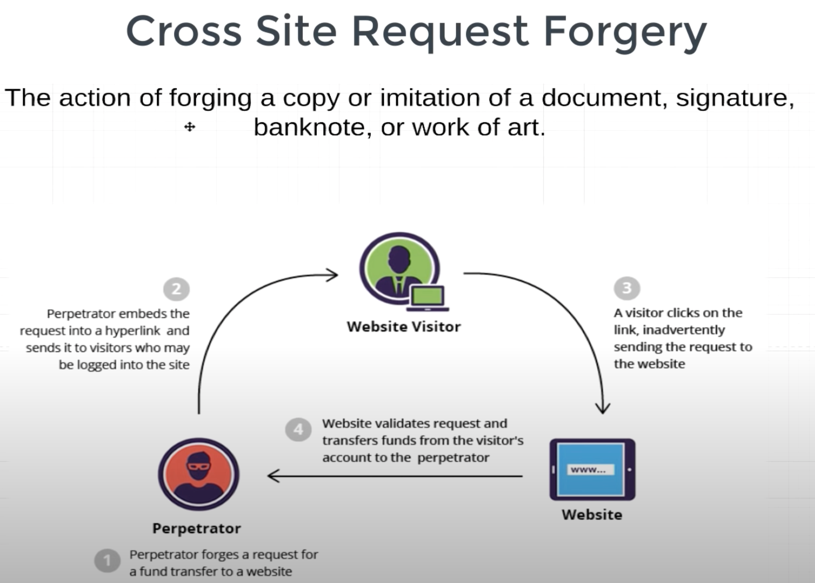 Cross Site Request Forgery
The action of forging a copy or imitation of a document, signature,
banknote, or work of art.
Website Visitor
2
Perpetrator embeds the
request into a hyperlink and
sends it to visitors who may
be logged into the site
3
A visitor clicks on the
link, inadvertently
sending the request to
the website
4
Website validates request and
transfers funds from the visitor's
account to the perpetrator
www...
Website
Perpetrator
1
Perpetrator forges a request for
a fund transfer to a website